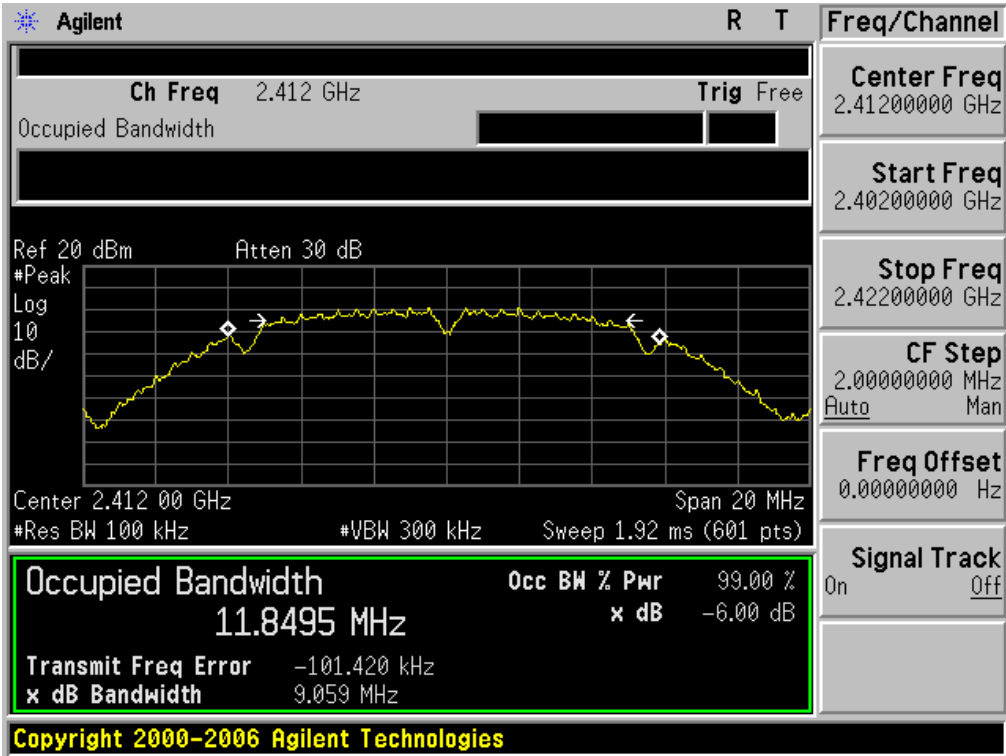 Agilent R T Freq/Channel
Ch Freq 2.412 GHz Trig Free
Occupied Bandwidth
Center Freq
2.41200000 GHz
Start Freq
2.40200000 GHz
Stop Freq
2.42200000 GHz
CF Step
2.00000000 MHz
Auto Man
Freq Offset
0.00000000 Hz
Signal Track
On Off
Ref 20 dBm Atten 30 dB
#Peak
Log
10
dB/
Center 2.412 00 GHz Span 20 MHz
#Res BW 100 kHz #VBW 300 kHz Sweep 1.92 ms (601 pts)
Occupied Bandwidth Occ BW % Pwr 99.00 %
11.8495 MHz x dB -6.00 dB
Transmit Freq Error -101.420 kHz
x dB Bandwidth 9.059 MHz
Copyright 2000-2006 Agilent Technologies